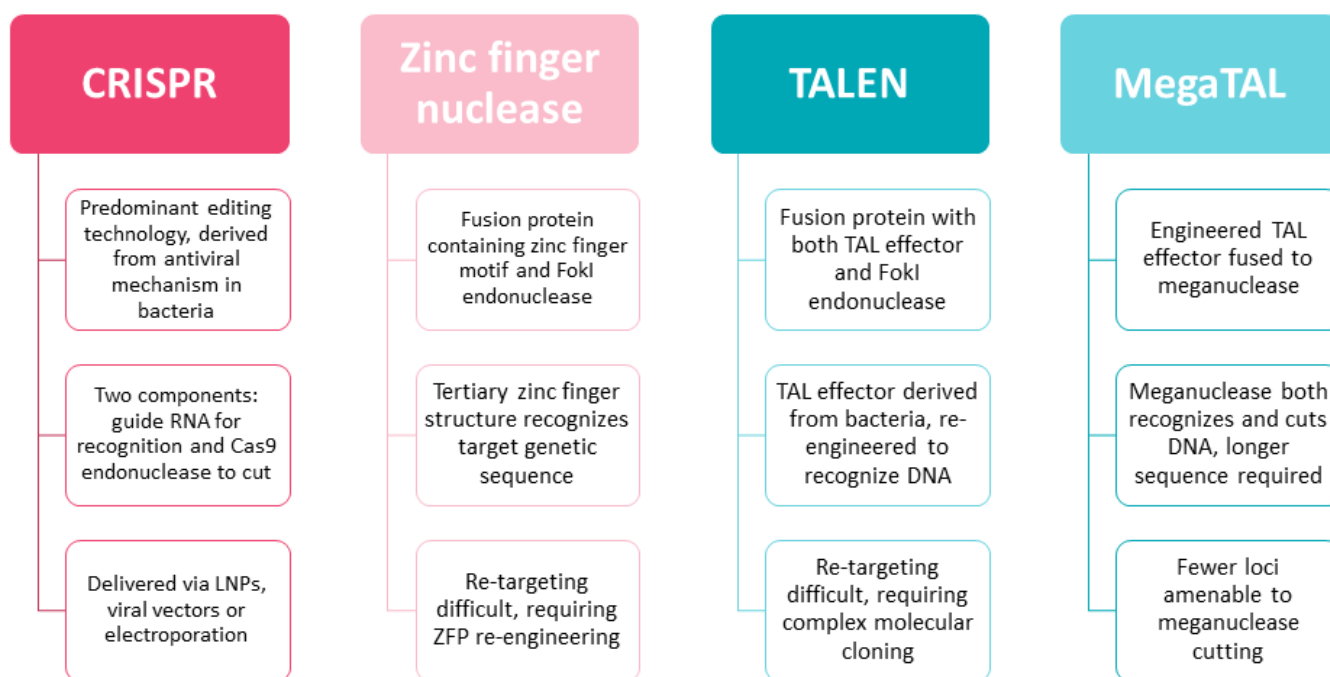 CRISPR
Predominant editing
technology, derived
from antiviral
mechanism in
bacteria
Two components:
guide RNA for
recognition and Cas9
endonuclease to cut
Delivered via LNPs,
viral vectors or
electroporation
Zinc finger
nuclease
Fusion protein
containing zinc finger
motif and FokI
endonuclease
Tertiary zinc finger
structure recognizes
target genetic
sequence
Re-targeting
difficult, requiring
ZFP re-engineering
TALEN
Fusion protein with
both TAL effector
and FokI
endonuclease
TAL effector derived
from bacteria, re-
engineered to
recognize DNA
Re-targeting
difficult, requiring
complex molecular
cloning
MegaTAL
Engineered TAL
effector fused to
meganuclease
Meganuclease both
recognizes and cuts
DNA, longer
sequence required
Fewer loci
amenable to
meganuclease
cutting